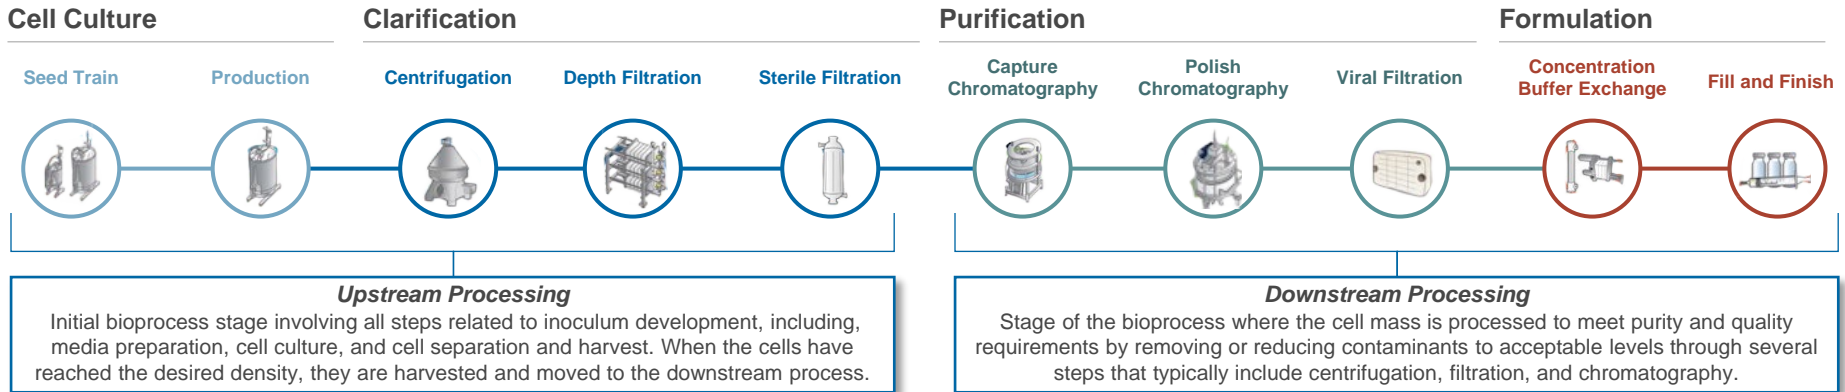 Cell Culture
Clarification
Purification
Formulation
Seed Train
Production
Centrifugation
Depth Filtration
Sterile Filtration
Capture
Chromatography
Polish
Chromatography
Viral Filtration
Concentration
Buffer Exchange
Fill and Finish
Upstream Processing
Initial bioprocess stage involving all steps related to inoculum development, including,
media preparation, cell culture, and cell separation and harvest. When the cells have
reached the desired density, they are harvested and moved to the downstream process.
Downstream Processing
Stage of the bioprocess where the cell mass is processed to meet purity and quality
requirements by removing or reducing contaminants to acceptable levels through several
steps that typically include centrifugation, filtration, and chromatography.